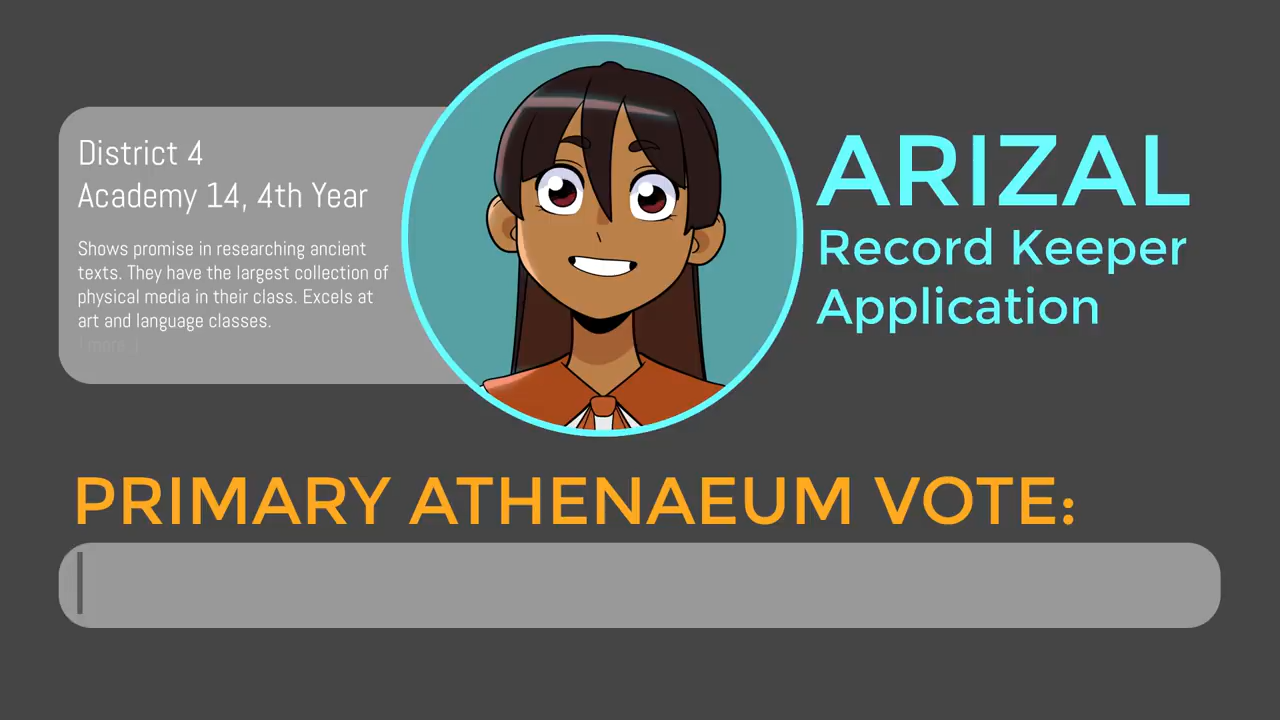 District 4
Academy 14, 4th Year
Shows promise in researching ancient
texts. They have the largest collection of
physical media in their class. Excels at
art and language classes.
ARIZAL
Record Keeper
Application
PRIMARY ATHENAEUM VOTE: